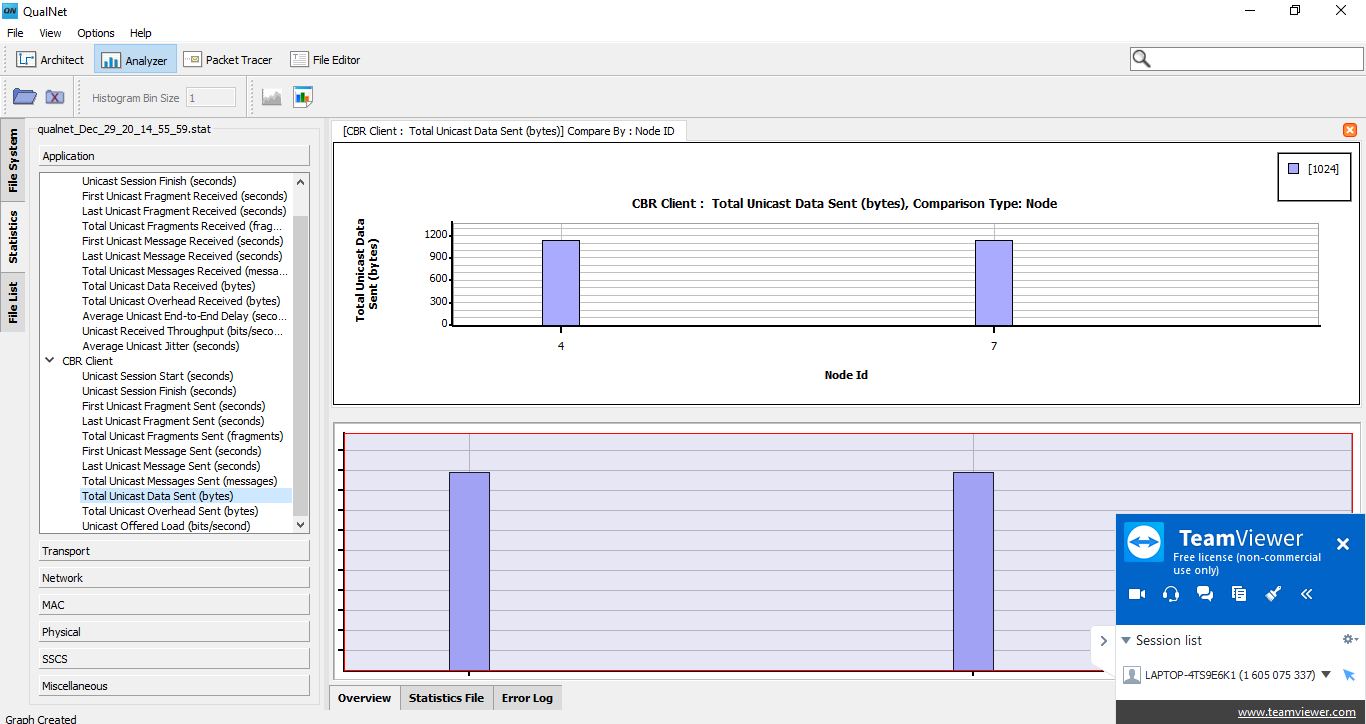 QualNet
File View Options Help
Architect Analyzer Packet Tracer File Editor
Histogram Bin Size 1
File System
Statistics
File List
qualnet_Dec_29_20_14_55_59.stat
Application
Unicast Session Finish (seconds)
First Unicast Fragment Received (seconds)
Last Unicast Fragment Received (seconds)
Total Unicast Fragments Received (frag...
First Unicast Message Received (seconds)
Last Unicast Message Received (seconds)
Total Unicast Messages Received (messa...
Total Unicast Data Received (bytes)
Total Unicast Overhead Received (bytes)
Average Unicast End-to-End Delay (seco...
Unicast Received Throughput (bits/seco...
Average Unicast Jitter (seconds)
CBR Client
Unicast Session Start (seconds)
Unicast Session Finish (seconds)
First Unicast Fragment Sent (seconds)
Last Unicast Fragment Sent (seconds)
Total Unicast Fragments Sent (fragments)
First Unicast Message Sent (seconds)
Last Unicast Message Sent (seconds)
Total Unicast Messages Sent (messages)
Total Unicast Data Sent (bytes)
Total Unicast Overhead Sent (bytes)
Unicast Offered Load (bits/second)
Transport
Network
MAC
Physical
SSCS
Miscellaneous
Graph Created
[CBR Client : Total Unicast Data Sent (bytes)] Compare By : Node ID
[1024]
CBR Client : Total Unicast Data Sent (bytes), Comparison Type: Node
Total Unicast Data
Sent (bytes)
1200
900
600
300
0
4 7
Node Id
Overview Statistics File Error Log
TeamViewer
Free license (non-commercial
use only)
Session list
LAPTOP-4TS9E6K1 (1 605 075 337)
www.teamviewer.com